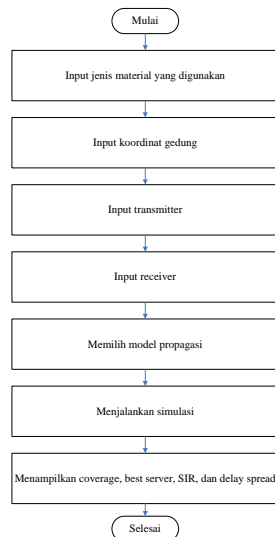 Mulai
Input jenis material yang digunakan
Input koordinat gedung
Input transmitter
Input receiver
Memilih model propagasi
Menjalankan simulasi
Menampilkan coverage, best server, SIR, dan delay spread
Selesai